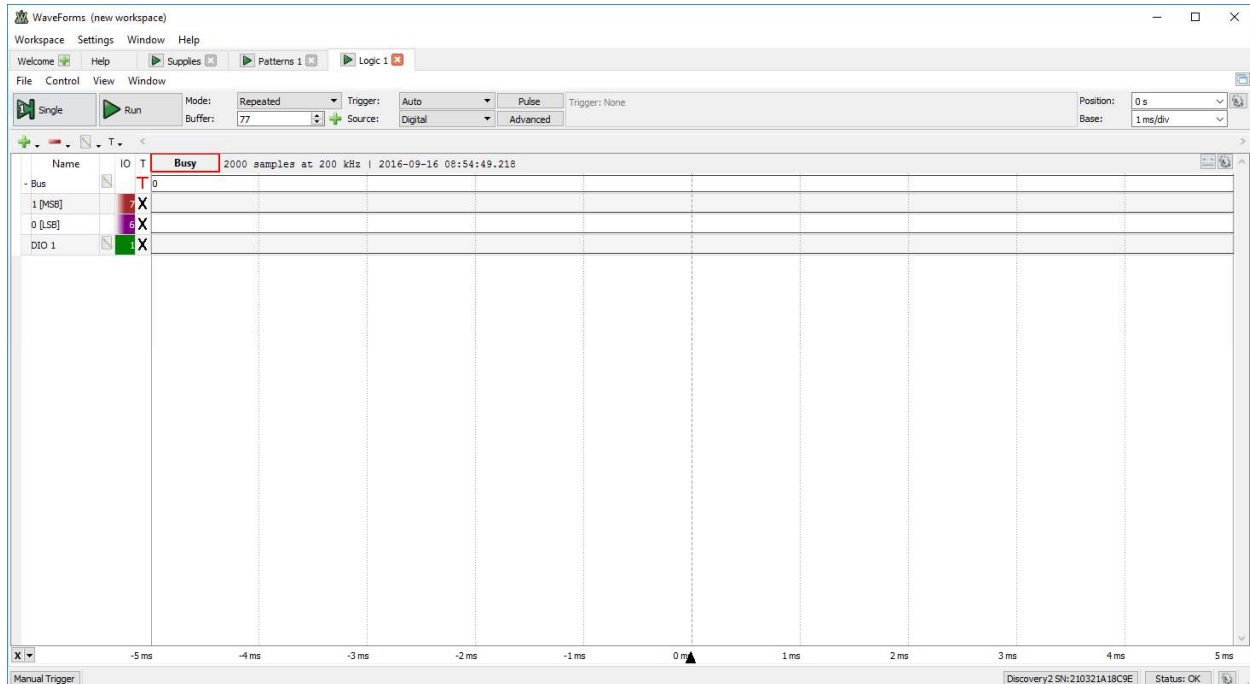 WaveForms (new workspace)
Workspace Settings Window Help
Welcome Help Supplies Patterns 1 Logic 1
File Control View Window
Single Run Mode: Repeated Trigger: Auto Pulse Trigger: None Position: 0 s
Buffer: 77 Source: Digital Advanced Base: 1 ms/div
T
Name IO T Busy 2000 samples at 200 kHz | 2016-09-16 08:54:49.218
- Bus T 0
1 [MSB] 7 X
0 [LSB] 6 X
DIO 1 1 X
X -5 ms -4 ms -3 ms -2 ms -1 ms 0 ms 1 ms 2 ms 3 ms 4 ms 5 ms
Manual Trigger Discovery2 SN:210321A18C9E Status: OK